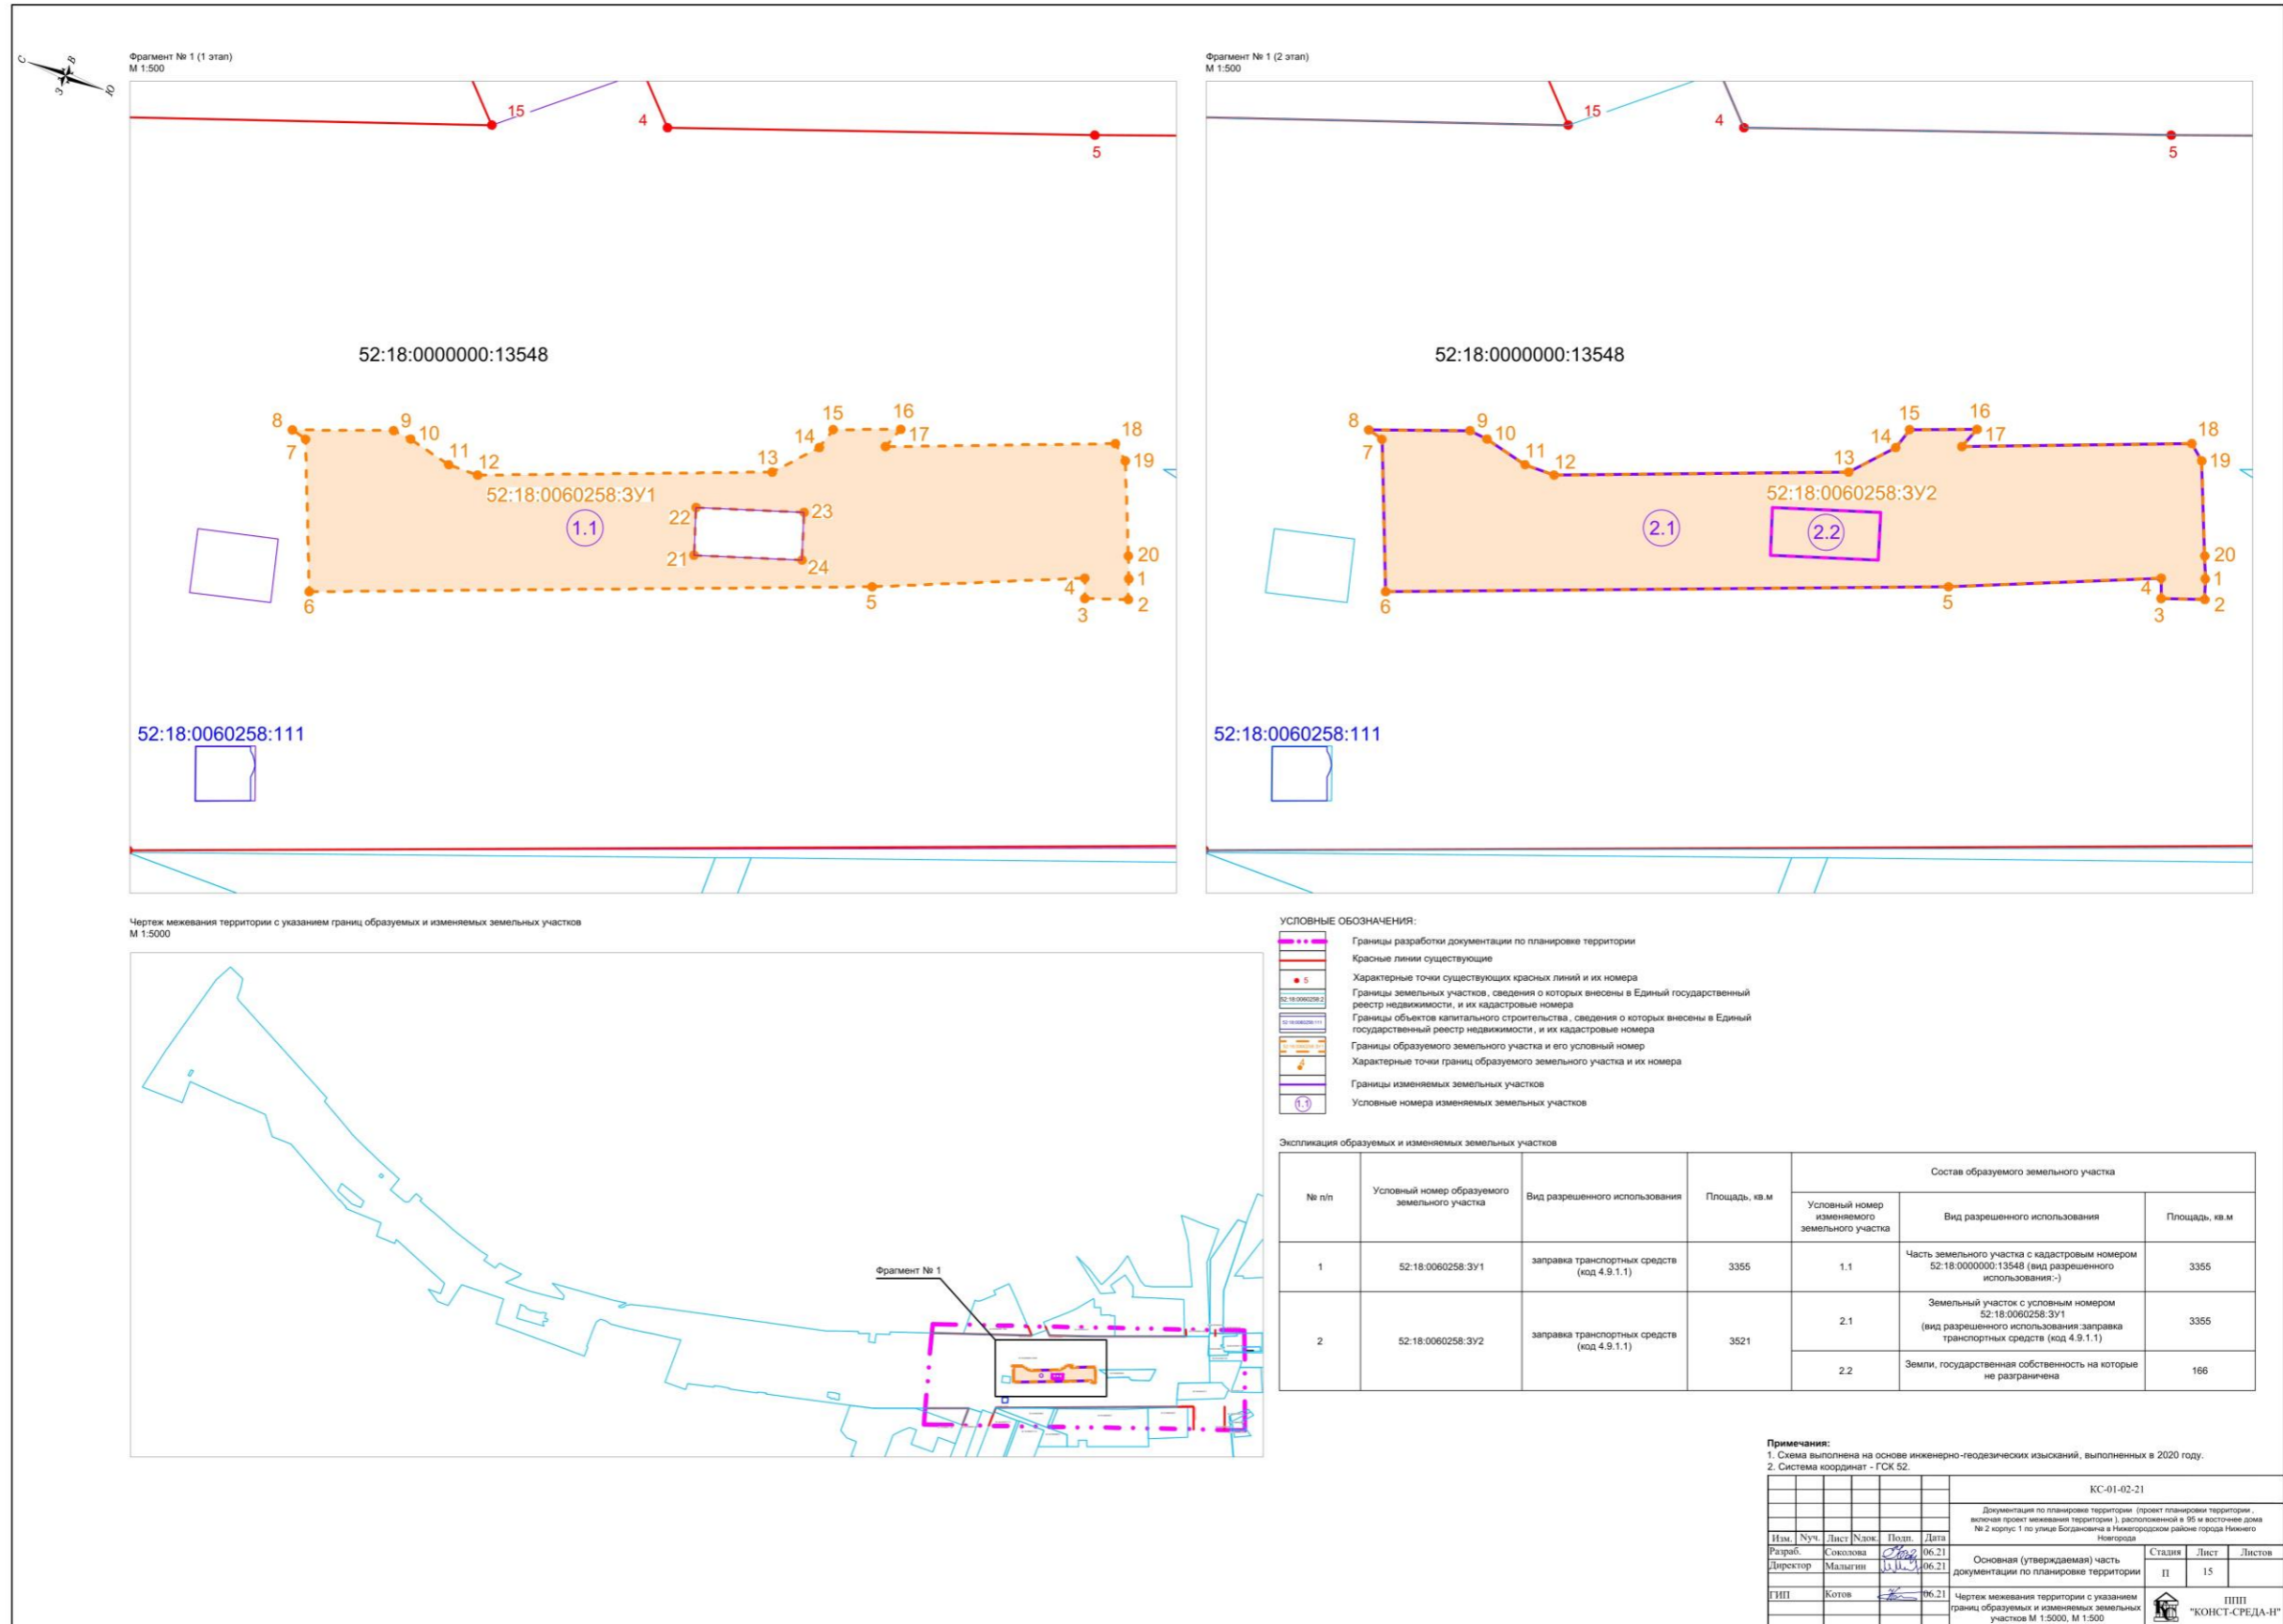 С
В
З
Ю
Фрагмент № 1 (1 этап)
М 1:500
15
4
5
52:18:0000000:13548
8
7
9
10
11
12
13
14
15
16
17
18
19
20
1
2
3
4
5
6
52:18:0060258:ЗУ1
1.1
22
23
21
24
52:18:0060258:111
Фрагмент № 1 (2 этап)
М 1:500
15
4
5
52:18:0000000:13548
8
7
9
10
11
12
13
14
15
16
17
18
19
20
1
2
3
4
5
6
52:18:0060258:ЗУ2
2.1
2.2
52:18:0060258:111
Чертеж межевания территории с указанием границ образуемых и изменяемых земельных участков
М 1:5000
Фрагмент № 1
УСЛОВНЫЕ ОБОЗНАЧЕНИЯ:
Границы разработки документации по планировке территории
Красные линии существующие
5
Характерные точки существующих красных линий и их номера
52:18:0060258:2
Границы земельных участков, сведения о которых внесены в Единый государственный
реестр недвижимости, и их кадастровые номера
52:18:0060258:111
Границы объектов капитального строительства, сведения о которых внесены в Единый
государственный реестр недвижимости, и их кадастровые номера
Границы образуемого земельного участка и его условный номер
4
Характерные точки границ образуемого земельного участка и их номера
Границы изменяемых земельных участков
1.1
Условные номера изменяемых земельных участков
Экспликация образуемых и изменяемых земельных участков
№ п/п
Условный номер образуемого
земельного участка
Вид разрешенного использования
Площадь, кв.м
Состав образуемого земельного участка
Условный номер
изменяемого
земельного участка
Вид разрешенного использования
Площадь, кв.м
1
52:18:0060258:ЗУ1
заправка транспортных средств
(код 4.9.1.1)
3355
1.1
Часть земельного участка с кадастровым номером
52:18:0000000:13548 (вид разрешенного
использования:-)
3355
2
52:18:0060258:ЗУ2
заправка транспортных средств
(код 4.9.1.1)
3521
2.1
Земельный участок с условным номером
52:18:0060258:ЗУ1
(вид разрешенного использования:заправка
транспортных средств (код 4.9.1.1)
3355
2.2
Земли, государственная собственность на которые
не разграничена
166
Примечания:
1. Схема выполнена на основе инженерно-геодезических изысканий, выполненных в 2020 году.
2. Система координат - ГСК 52.
КС-01-02-21
Документация по планировке территории (проект планировки территории,
включая проект межевания территории), расположенной в 95 м восточнее дома
№ 2 корпус 1 по улице Богдановича в Нижегородском районе города Нижнего
Новгорода
Изм. Nуч. Лист Nдок. Подп. Дата
Разраб. Соколова 06.21
Директор Малыгин 06.21
ГИП Котов 06.21
Основная (утверждаемая) часть
документации по планировке территории
Стадия Лист Листов
П 15
Чертеж межевания территории с указанием
границ образуемых и изменяемых земельных
участков М 1:5000, М 1:500
ППП
"КОНСТ-СРЕДА-Н"